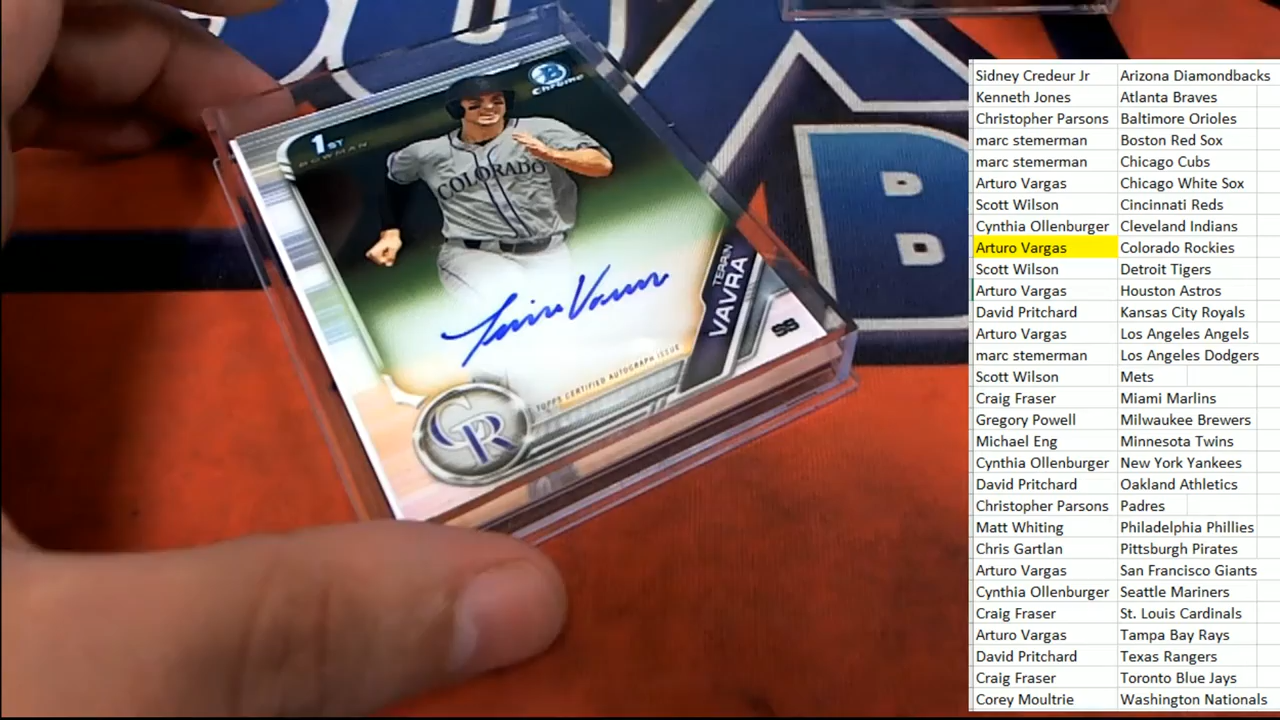 Chrome
1ST
BOWMAN
COLORADO
TERRIN
VAVRA
SS
TOPPS CERTIFIED AUTOGRAPH ISSUE
CR
B
Sidney Credeur Jr Arizona Diamondbacks
Kenneth Jones Atlanta Braves
Christopher Parsons Baltimore Orioles
marc stemerman Boston Red Sox
marc stemerman Chicago Cubs
Arturo Vargas Chicago White Sox
Scott Wilson Cincinnati Reds
Cynthia Ollenburger Cleveland Indians
Arturo Vargas Colorado Rockies
Scott Wilson Detroit Tigers
Arturo Vargas Houston Astros
David Pritchard Kansas City Royals
Arturo Vargas Los Angeles Angels
marc stemerman Los Angeles Dodgers
Scott Wilson Mets
Craig Fraser Miami Marlins
Gregory Powell Milwaukee Brewers
Michael Eng Minnesota Twins
Cynthia Ollenburger New York Yankees
David Pritchard Oakland Athletics
Christopher Parsons Padres
Matt Whiting Philadelphia Phillies
Chris Gartlan Pittsburgh Pirates
Arturo Vargas San Francisco Giants
Cynthia Ollenburger Seattle Mariners
Craig Fraser St. Louis Cardinals
Arturo Vargas Tampa Bay Rays
David Pritchard Texas Rangers
Craig Fraser Toronto Blue Jays
Corey Moultrie Washington Nationals